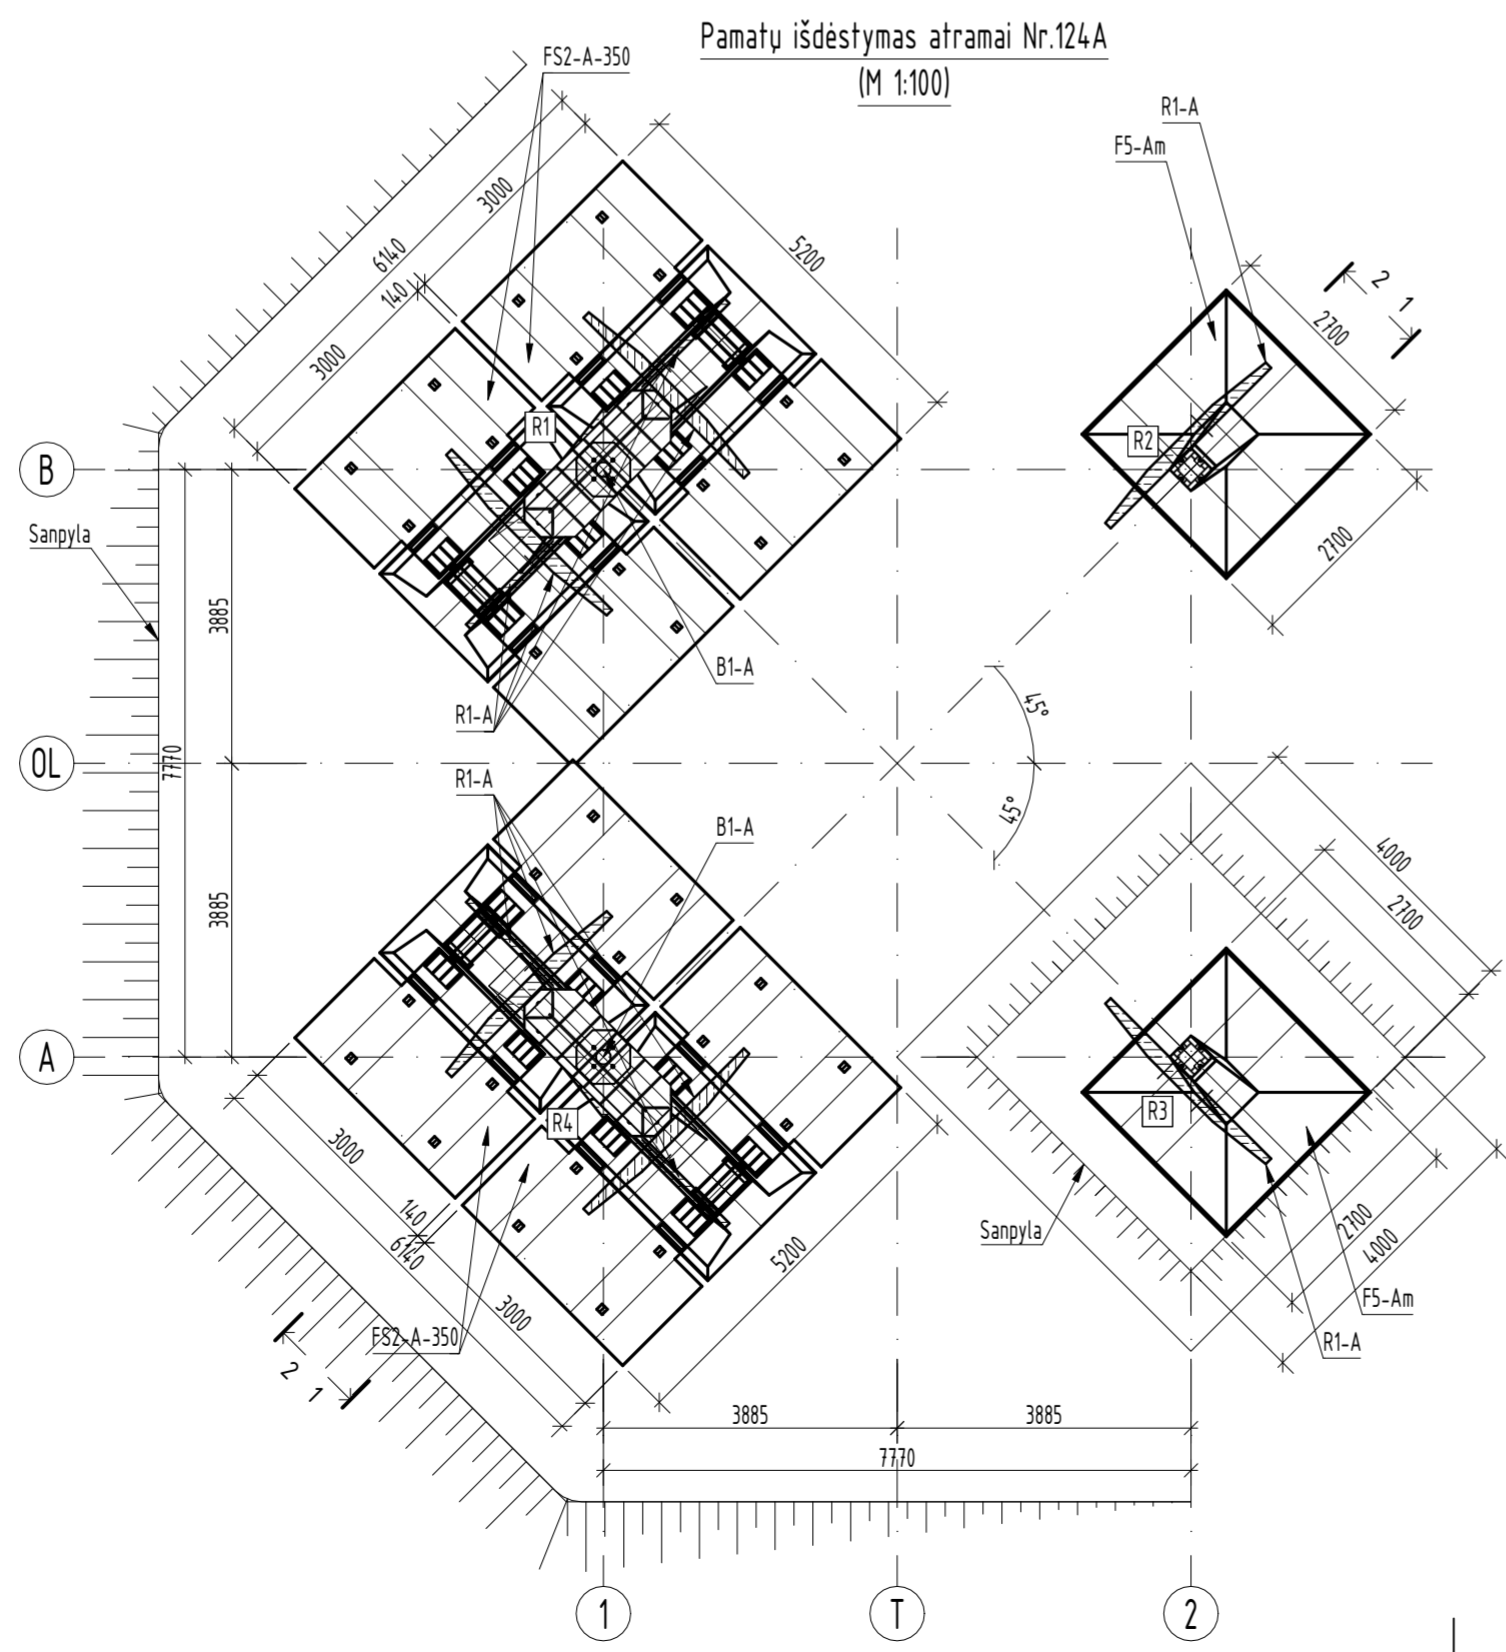 Pamatų išdėstymas atramai Nr.124A
(M 1:100)
FS2-A-350
R1-A
F5-Am
3000
6140
140
3000
5200
2700
2 1
R1
R2
B
2700
Sanpyla
3885
B1-A
R1-A
45°
OL
7770
R1-A
B1-A
45°
4000
2700
3885
A
R4
R3
3000
140
6140
3000
5200
Sanpyla
2700
4000
F5-Am
FS2-A-350
R1-A
2 1
3885
3885
7770
1
T
2